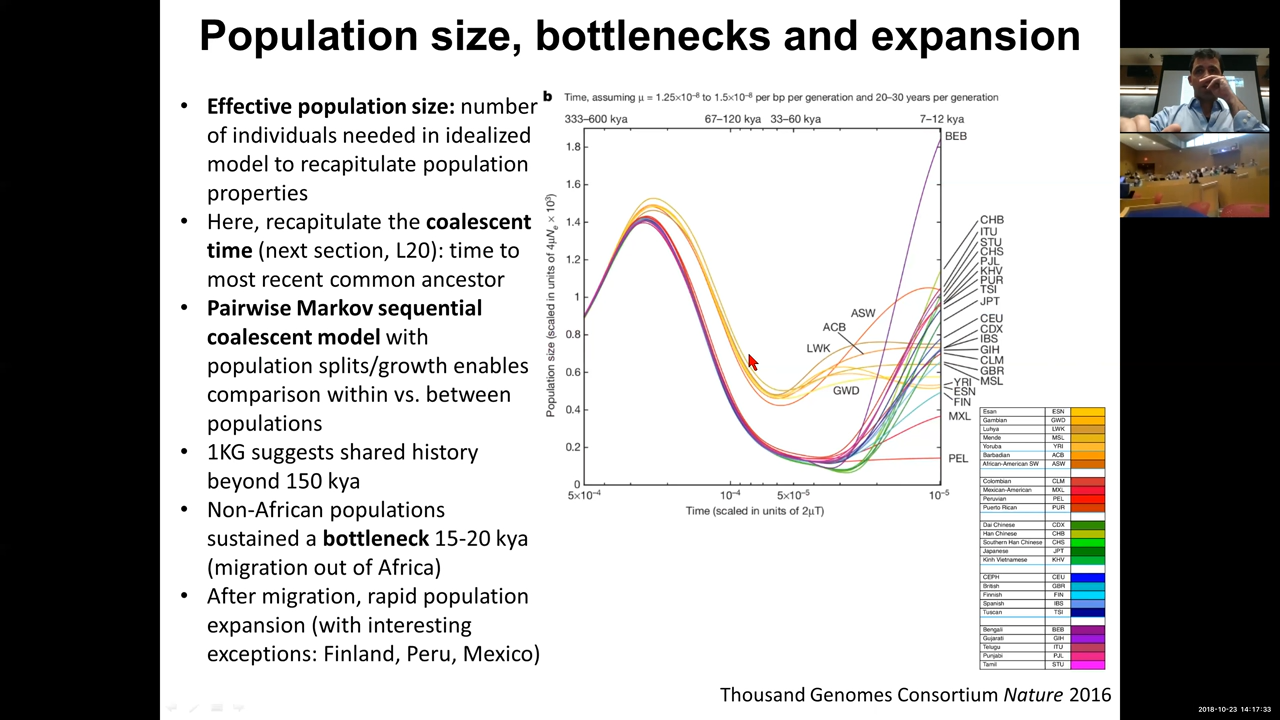 Population size, bottlenecks and expansion
• Effective population size: number
of individuals needed in idealized
model to recapitulate population
properties
• Here, recapitulate the coalescent
time (next section, L20): time to
most recent common ancestor
• Pairwise Markov sequential
coalescent model with
population splits/growth enables
comparison within vs. between
populations
• 1KG suggests shared history
beyond 150 kya
• Non-African populations
sustained a bottleneck 15-20 kya
(migration out of Africa)
• After migration, rapid population
expansion (with interesting
exceptions: Finland, Peru, Mexico)
b Time, assuming μ = 1.25×10⁻⁸ to 1.5×10⁻⁸ per bp per generation and 20–30 years per generation
333–600 kya 67–120 kya 33–60 kya 7–12 kya
Population size (scaled in units of 4μNe × 10³)
1.8
1.6
1.4
1.2
1
0.8
0.6
0.4
0.2
0
5×10⁻⁴ 10⁻⁴ 5×10⁻⁵ 10⁻⁵
Time (scaled in units of 2μT)
ASW
ACB
LWK
GWD
BEB
CHB
ITU
STU
CHS
PJL
KHV
PUR
TSI
JPT
CEU
CDX
IBS
GIH
CLM
GBR
MSL
YRI
ESN
FIN
MXL
PEL
Esan ESN
Gambian GWD
Luhya LWK
Mende MSL
Yoruba YRI
Barbadian ACB
African-American SW ASW
Colombian CLM
Mexican-American MXL
Peruvian PEL
Puerto Rican PUR
Dai Chinese CDX
Han Chinese CHB
Southern Han Chinese CHS
Japanese JPT
Kinh Vietnamese KHV
CEPH CEU
British GBR
Finnish FIN
Spanish IBS
Tuscan TSI
Bengali BEB
Gujarati GIH
Telugu ITU
Punjabi PJL
Tamil STU
Thousand Genomes Consortium Nature 2016
2018-10-23 14:17:33